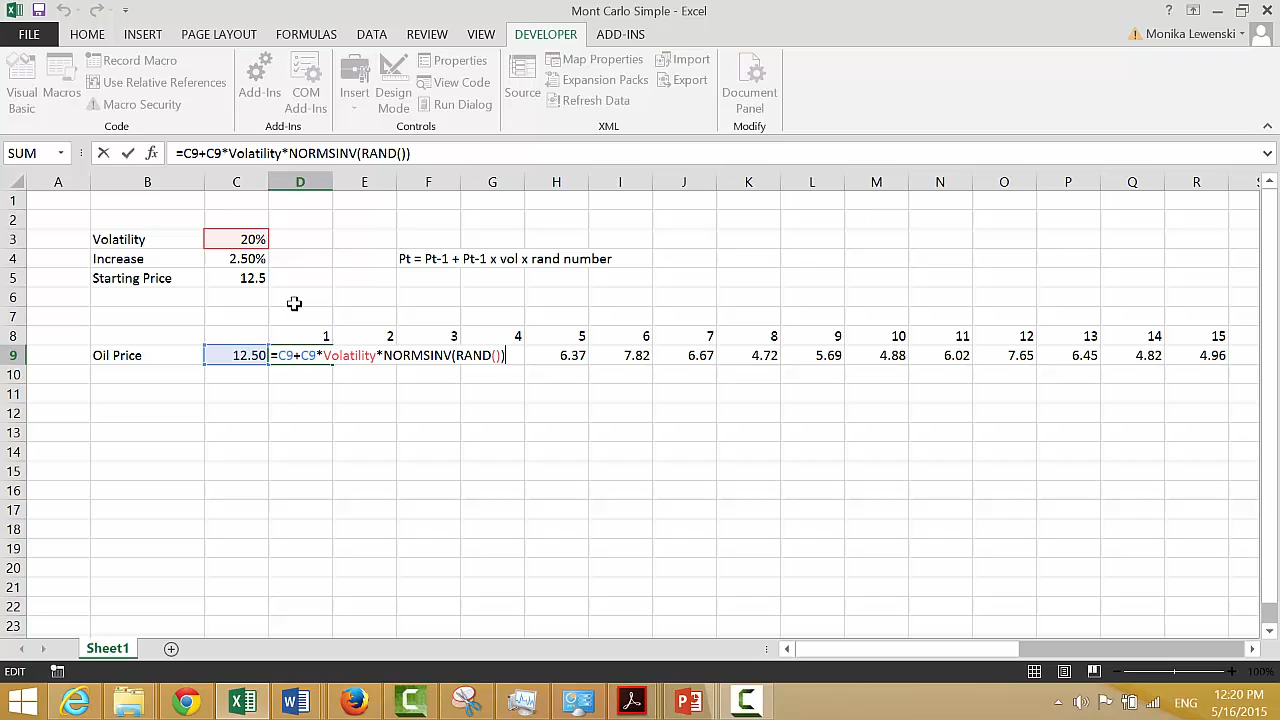 Mont Carlo Simple - Excel
FILE HOME INSERT PAGE LAYOUT FORMULAS DATA REVIEW VIEW DEVELOPER ADD-INS Monika Lewenski
Visual Basic
Macros
Record Macro
Use Relative References
Macro Security
Code
Add-Ins
COM Add-Ins
Add-Ins
Insert
Design Mode
Properties
View Code
Run Dialog
Controls
Source
Map Properties
Expansion Packs
Refresh Data
Import
Export
XML
Document Panel
Modify
SUM fx =C9+C9*Volatility*NORMSINV(RAND())
A B C D E F G H I J K L M N O P Q R S
1
2
3 Volatility 20%
4 Increase 2.50% Pt = Pt-1 + Pt-1 x vol x rand number
5 Starting Price 12.5
6
7
8 1 2 3 4 5 6 7 8 9 10 11 12 13 14 15
9 Oil Price 12.50 =C9+C9*Volatility*NORMSINV(RAND()) 6.37 7.82 6.67 4.72 5.69 4.88 6.02 7.65 6.45 4.82 4.96
10
11
12
13
14
15
16
17
18
19
20
21
22
23
Sheet1
EDIT 100%
ENG 12:20 PM
5/16/2015